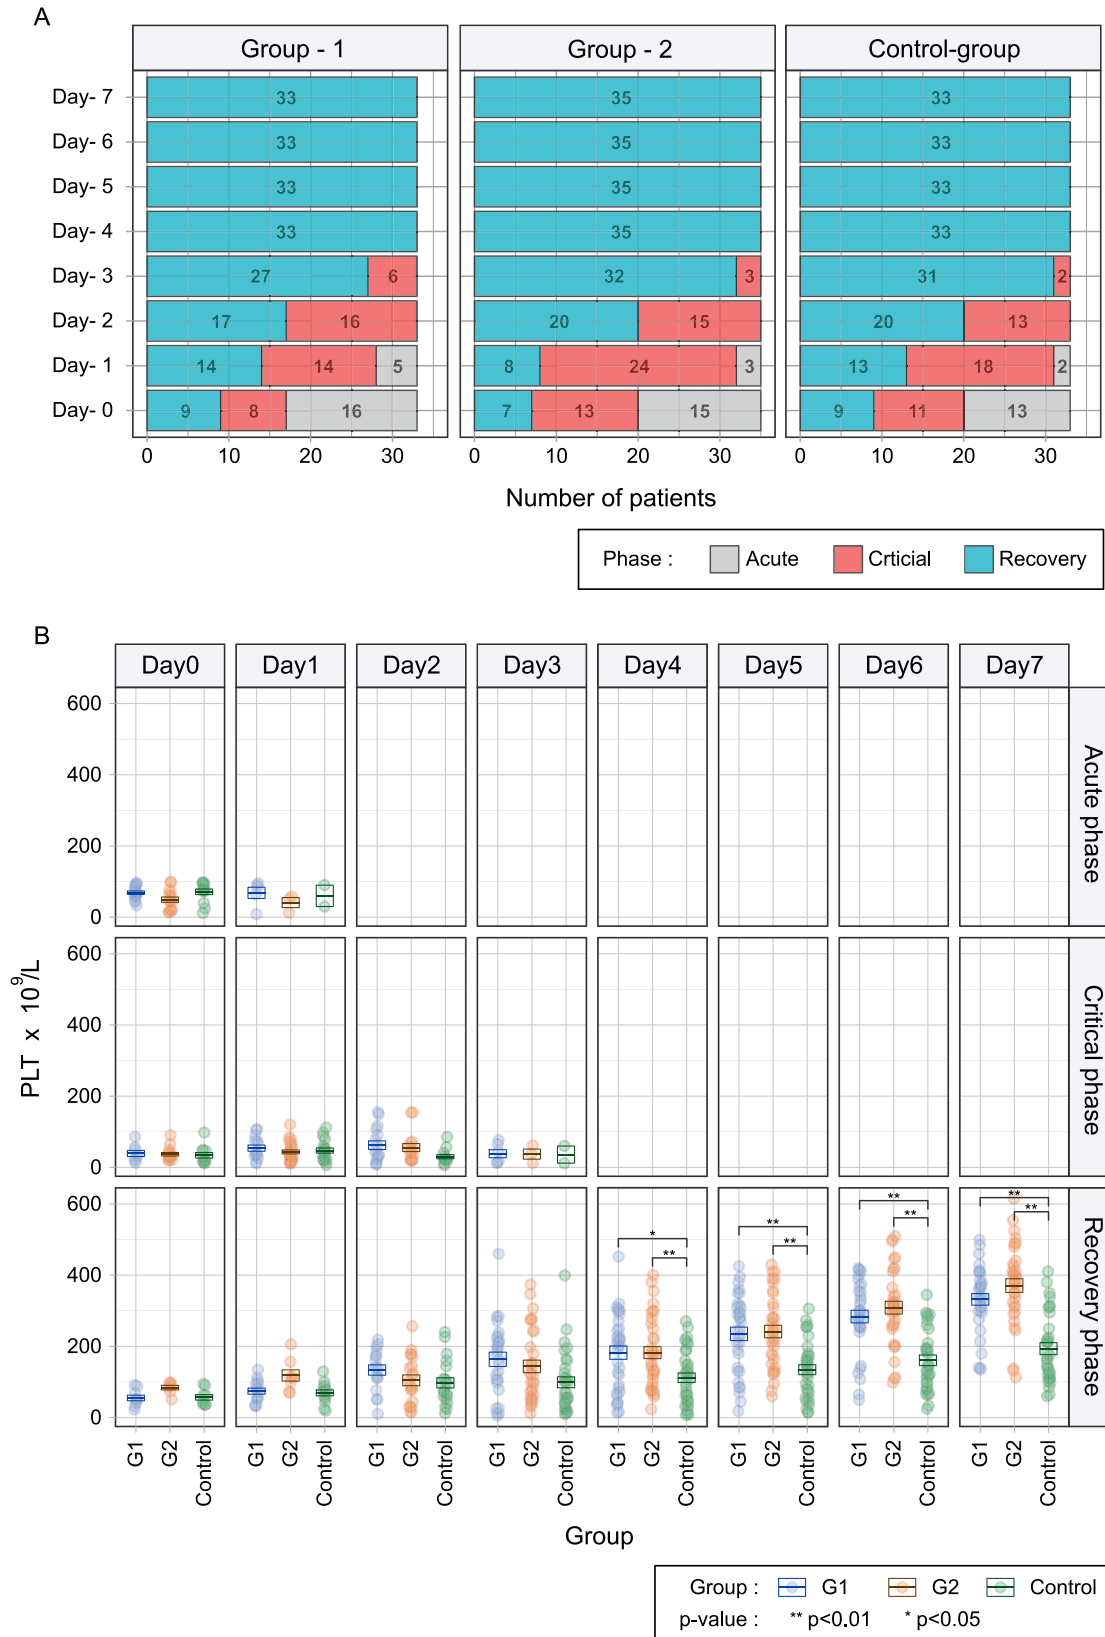 A
Group - 1 Group - 2 Control-group
Day- 7 33 35 33
Day- 6 33 35 33
Day- 5 33 35 33
Day- 4 33 35 33
Day- 3 27 6 32 3 31 2
Day- 2 17 16 20 15 20 13
Day- 1 14 14 5 8 24 3 13 18 2
Day- 0 9 8 16 7 13 15 9 11 13
0 10 20 30 0 10 20 30 0 10 20 30
Number of patients
Phase : Acute Crticial Recovery
B
Day0 Day1 Day2 Day3 Day4 Day5 Day6 Day7
600
400
200
0
Acute phase
600
400
200
0
Critical phase
PLT x 10⁹/L
600
400
200
0
* ** ** ** ** ** ** **
Recovery phase
G1 G2 Control G1 G2 Control G1 G2 Control G1 G2 Control G1 G2 Control G1 G2 Control G1 G2 Control G1 G2 Control
Group
Group : G1 G2 Control
p-value : ** p<0.01 * p<0.05